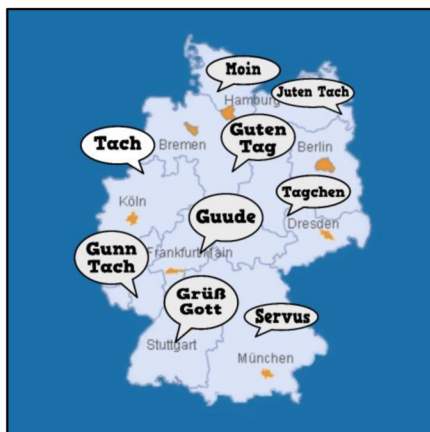 Moin
Hamburg
Juten Tach
Tach
Bremen
Guten
Tag
Berlin
Köln
Tagchen
Guude
Dresden
Gunn
Tach
Frankfurt
Main
Grüß
Gott
Servus
Stuttgart
München